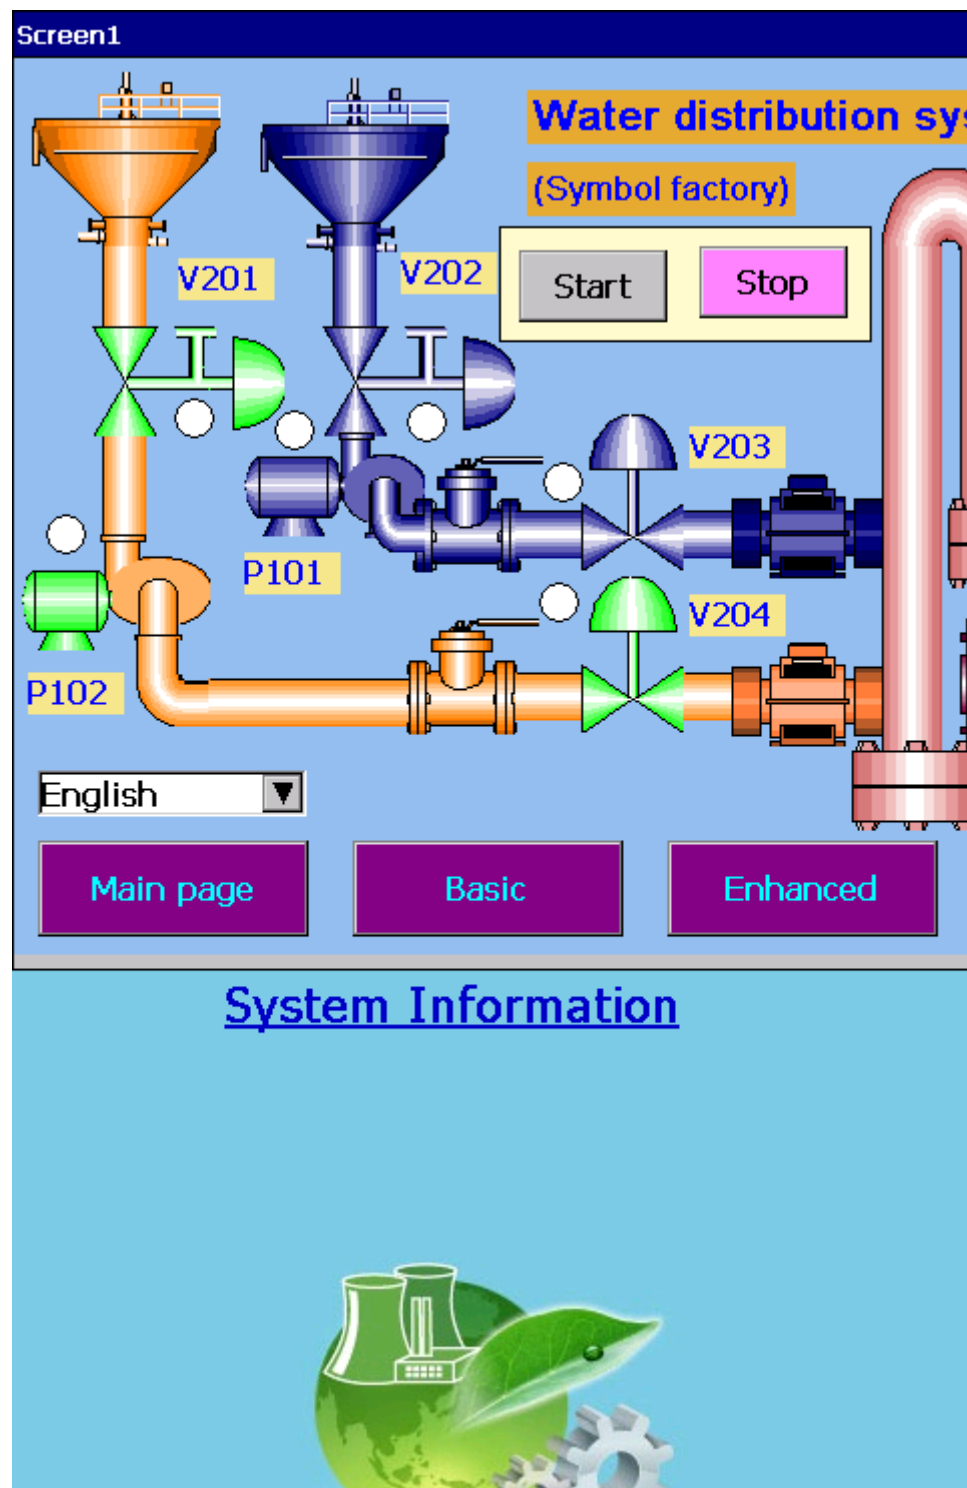 Screen1
Water distribution sys
(Symbol factory)
V201
V202
Start
Stop
V203
P101
V204
P102
English
Main page
Basic
Enhanced
System Information